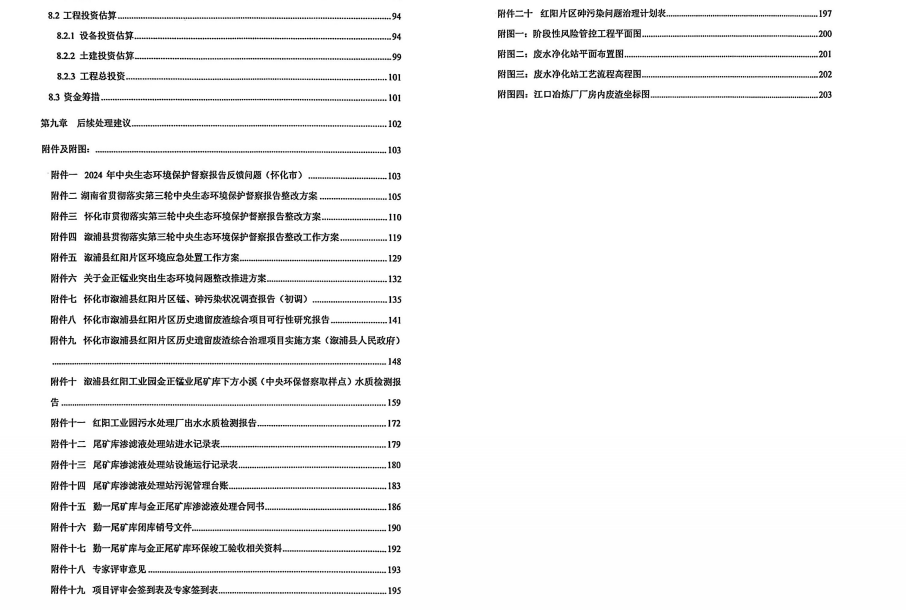 8.2 工程投资估算........94
8.2.1 设备投资估算........94
8.2.2 土建投资估算........99
8.2.3 工程总投资........101
8.3 资金筹措........101
第九章 后续处理建议........102
附件及附图：........103
附件一 2024 年中央生态环境保护督察报告反馈问题（怀化市）........103
附件二 湖南省贯彻落实第三轮中央生态环境保护督察报告整改方案........105
附件三 怀化市贯彻落实第三轮中央生态环境保护督察报告整改方案........110
附件四 溆浦县贯彻落实第三轮中央生态环境保护督察报告整改工作方案........119
附件五 溆浦县红阳片区环境应急处置工作方案........129
附件六 关于金正锰业突出生态环境问题整改推进方案........132
附件七 怀化市溆浦县红阳片区锰、砷污染状况调查报告（初调）........135
附件八 怀化市溆浦县红阳片区历史遗留废渣综合项目可行性研究报告........141
附件九 怀化市溆浦县红阳片区历史遗留废渣综合治理项目实施方案（溆浦县人民政府）
........148
附件十 溆浦县红阳工业园金正锰业尾矿库下方小溪（中央环保督察取样点）水质检测报
告........159
附件十一 红阳工业园污水处理厂出水水质检测报告........172
附件十二 尾矿库渗滤液处理站进水记录表........179
附件十三 尾矿库渗滤液处理站设施运行记录表........180
附件十四 尾矿库渗滤液处理站污泥管理台账........183
附件十五 勤一尾矿库与金正尾矿库渗滤液处理合同书........186
附件十六 勤一尾矿库闭库销号文件........190
附件十七 勤一尾矿库与金正尾矿库环保竣工验收相关资料........192
附件十八 专家评审意见........193
附件十九 项目评审会签到表及专家签到表........195
附件二十 红阳片区砷污染问题治理计划表........197
附图一：阶段性风险管控工程平面图........200
附图二：废水净化站平面布置图........201
附图三：废水净化站工艺流程高程图........202
附图四：江口冶炼厂厂房内废渣坐标图........203